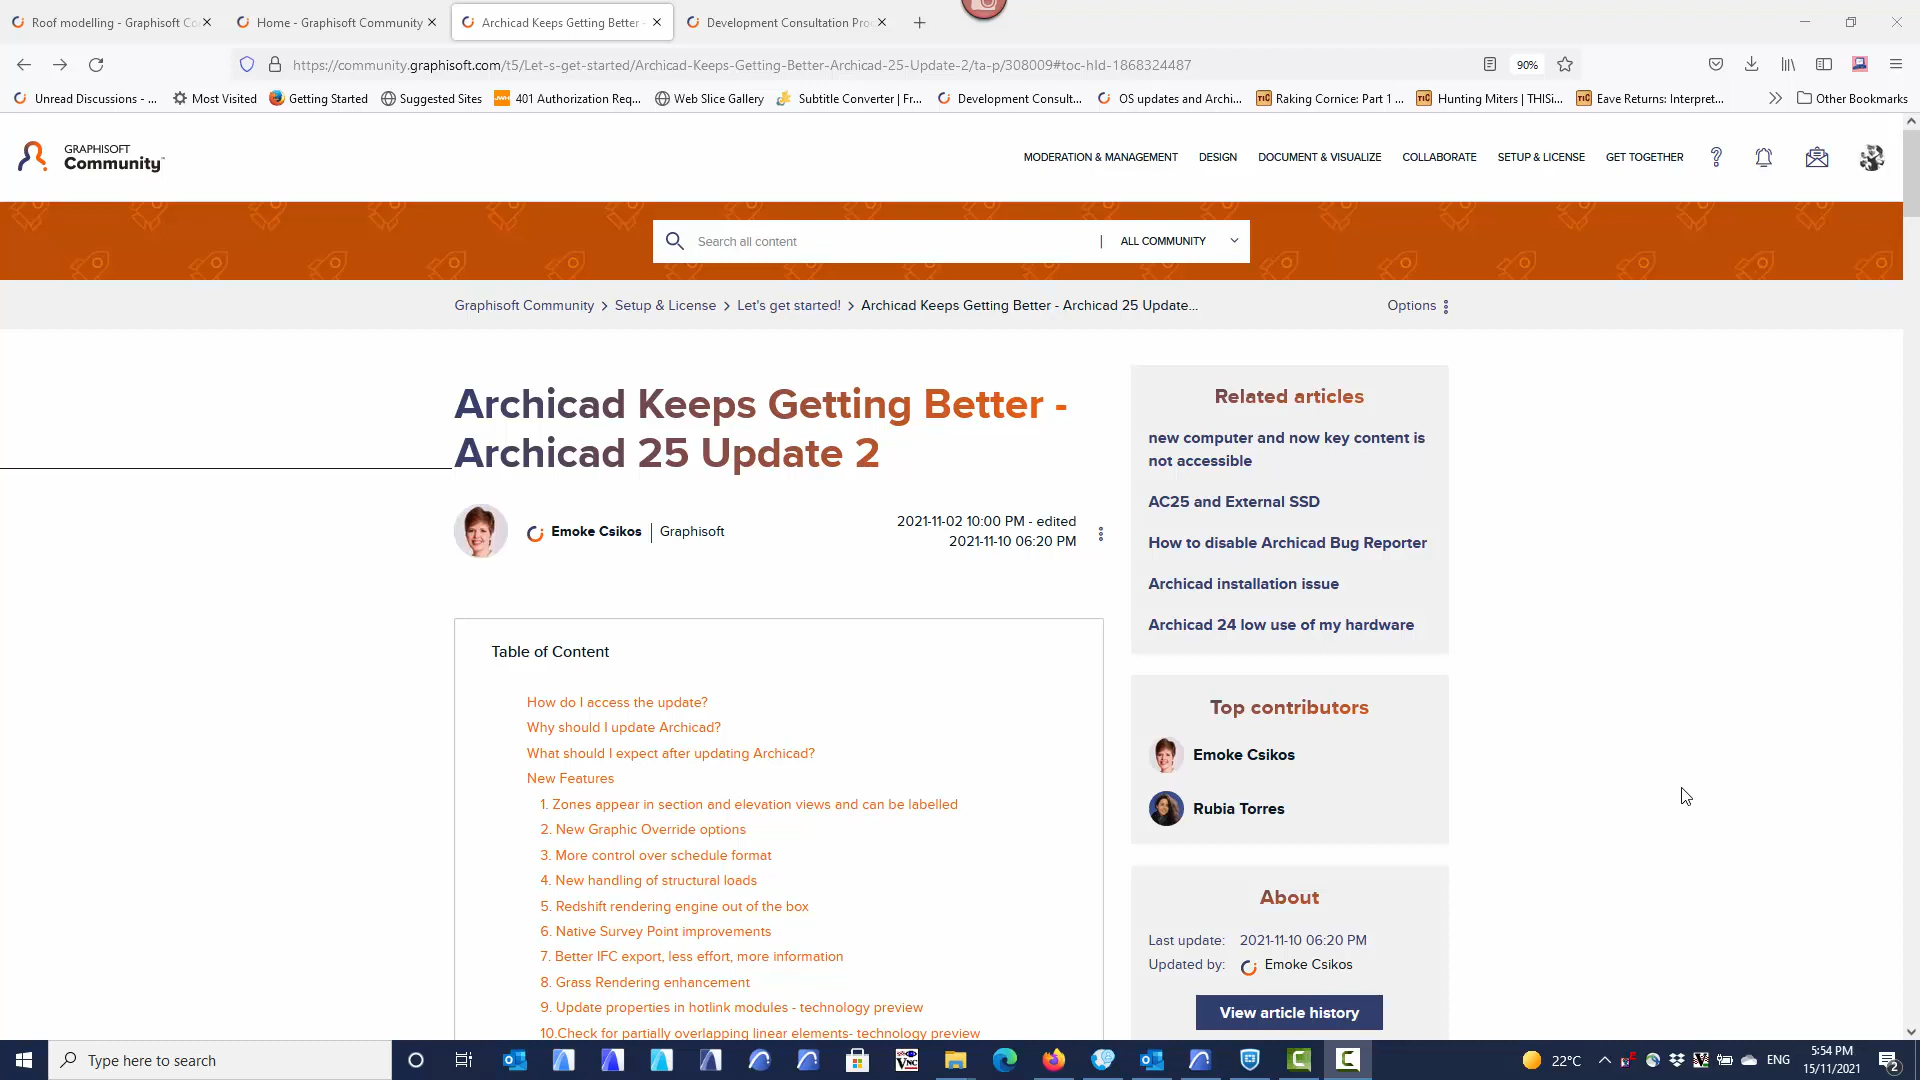 Roof modelling - Graphisoft Co
Home - Graphisoft Community
Archicad Keeps Getting Better -
Development Consultation Pro
https://community.graphisoft.com/t5/Let-s-get-started/Archicad-Keeps-Getting-Better-Archicad-25-Update-2/ta-p/308009#toc-hId-1868324487
90%
Unread Discussions - ...
Most Visited
Getting Started
Suggested Sites
401 Authorization Req...
Web Slice Gallery
Subtitle Converter | Fr...
Development Consult...
OS updates and Archi...
TIC
Raking Cornice: Part 1 ...
TIC
Hunting Miters | THISi...
TIC
Eave Returns: Interpret...
Other Bookmarks
GRAPHISOFT
Community
MODERATION & MANAGEMENT
DESIGN
DOCUMENT & VISUALIZE
COLLABORATE
SETUP & LICENSE
GET TOGETHER
Search all content
ALL COMMUNITY
Graphisoft Community > Setup & License > Let's get started! > Archicad Keeps Getting Better - Archicad 25 Update...
Options
Archicad Keeps Getting Better -
Archicad 25 Update 2
Emoke Csikos | Graphisoft
2021-11-02 10:00 PM - edited
2021-11-10 06:20 PM
Table of Content
How do I access the update?
Why should I update Archicad?
What should I expect after updating Archicad?
New Features
1. Zones appear in section and elevation views and can be labelled
2. New Graphic Override options
3. More control over schedule format
4. New handling of structural loads
5. Redshift rendering engine out of the box
6. Native Survey Point improvements
7. Better IFC export, less effort, more information
8. Grass Rendering enhancement
9. Update properties in hotlink modules - technology preview
10.Check for partially overlapping linear elements- technology preview
Related articles
new computer and now key content is
not accessible
AC25 and External SSD
How to disable Archicad Bug Reporter
Archicad installation issue
Archicad 24 low use of my hardware
Top contributors
Emoke Csikos
Rubia Torres
About
Last update: 2021-11-10 06:20 PM
Updated by: Emoke Csikos
View article history
Type here to search
22°C
ENG
5:54 PM
15/11/2021
2